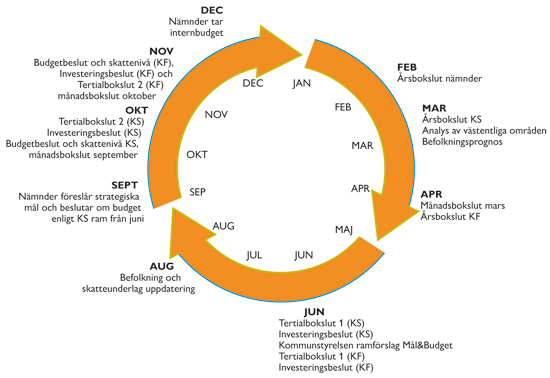 DEC
Nämnder tar
internbudget
NOV
Budgetbeslut och skattenivå (KF),
Investeringsbeslut (KF) och
Tertialbokslut 2 (KF)
månadsbokslut oktober
OKT
Tertialbokslut 2 (KS)
Investeringsbeslut (KS)
Budgetbeslut och skattenivå KS,
månadsbokslut september
SEPT
Nämnder föreslår strategiska
mål och beslutar om budget
enligt KS ram från juni
AUG
Befolkning och
skatteunderlag uppdatering
JUN
Tertialbokslut 1 (KS)
Investeringsbeslut (KS)
Kommunstyrelsen ramförslag Mål&Budget
Tertialbokslut 1 (KF)
Investeringsbeslut (KF)
APR
Månadsbokslut mars
Årsbokslut KF
MAR
Årsbokslut KS
Analys av västentliga områden
Befolkningsprognos
FEB
Årsbokslut nämnder
JAN
FEB
MAR
APR
MAJ
JUN
JUL
AUG
SEP
OKT
NOV
DEC